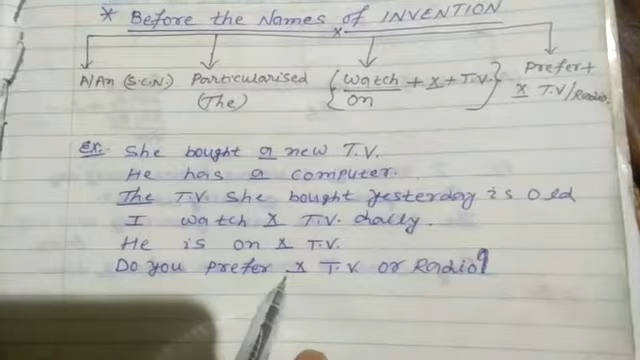 * Before the Names of INVENTION
x
A/An (S.C.N.) Particularised {Watch + x + T.V.} Prefer +
(The) On x T.V/Radio.
ex. She bought a new T.V.
He has a computer.
The T.V. She bought yesterday is old
I watch x T.V. daily.
He is on x T.V.
Do you prefer x T.V. or Radio?